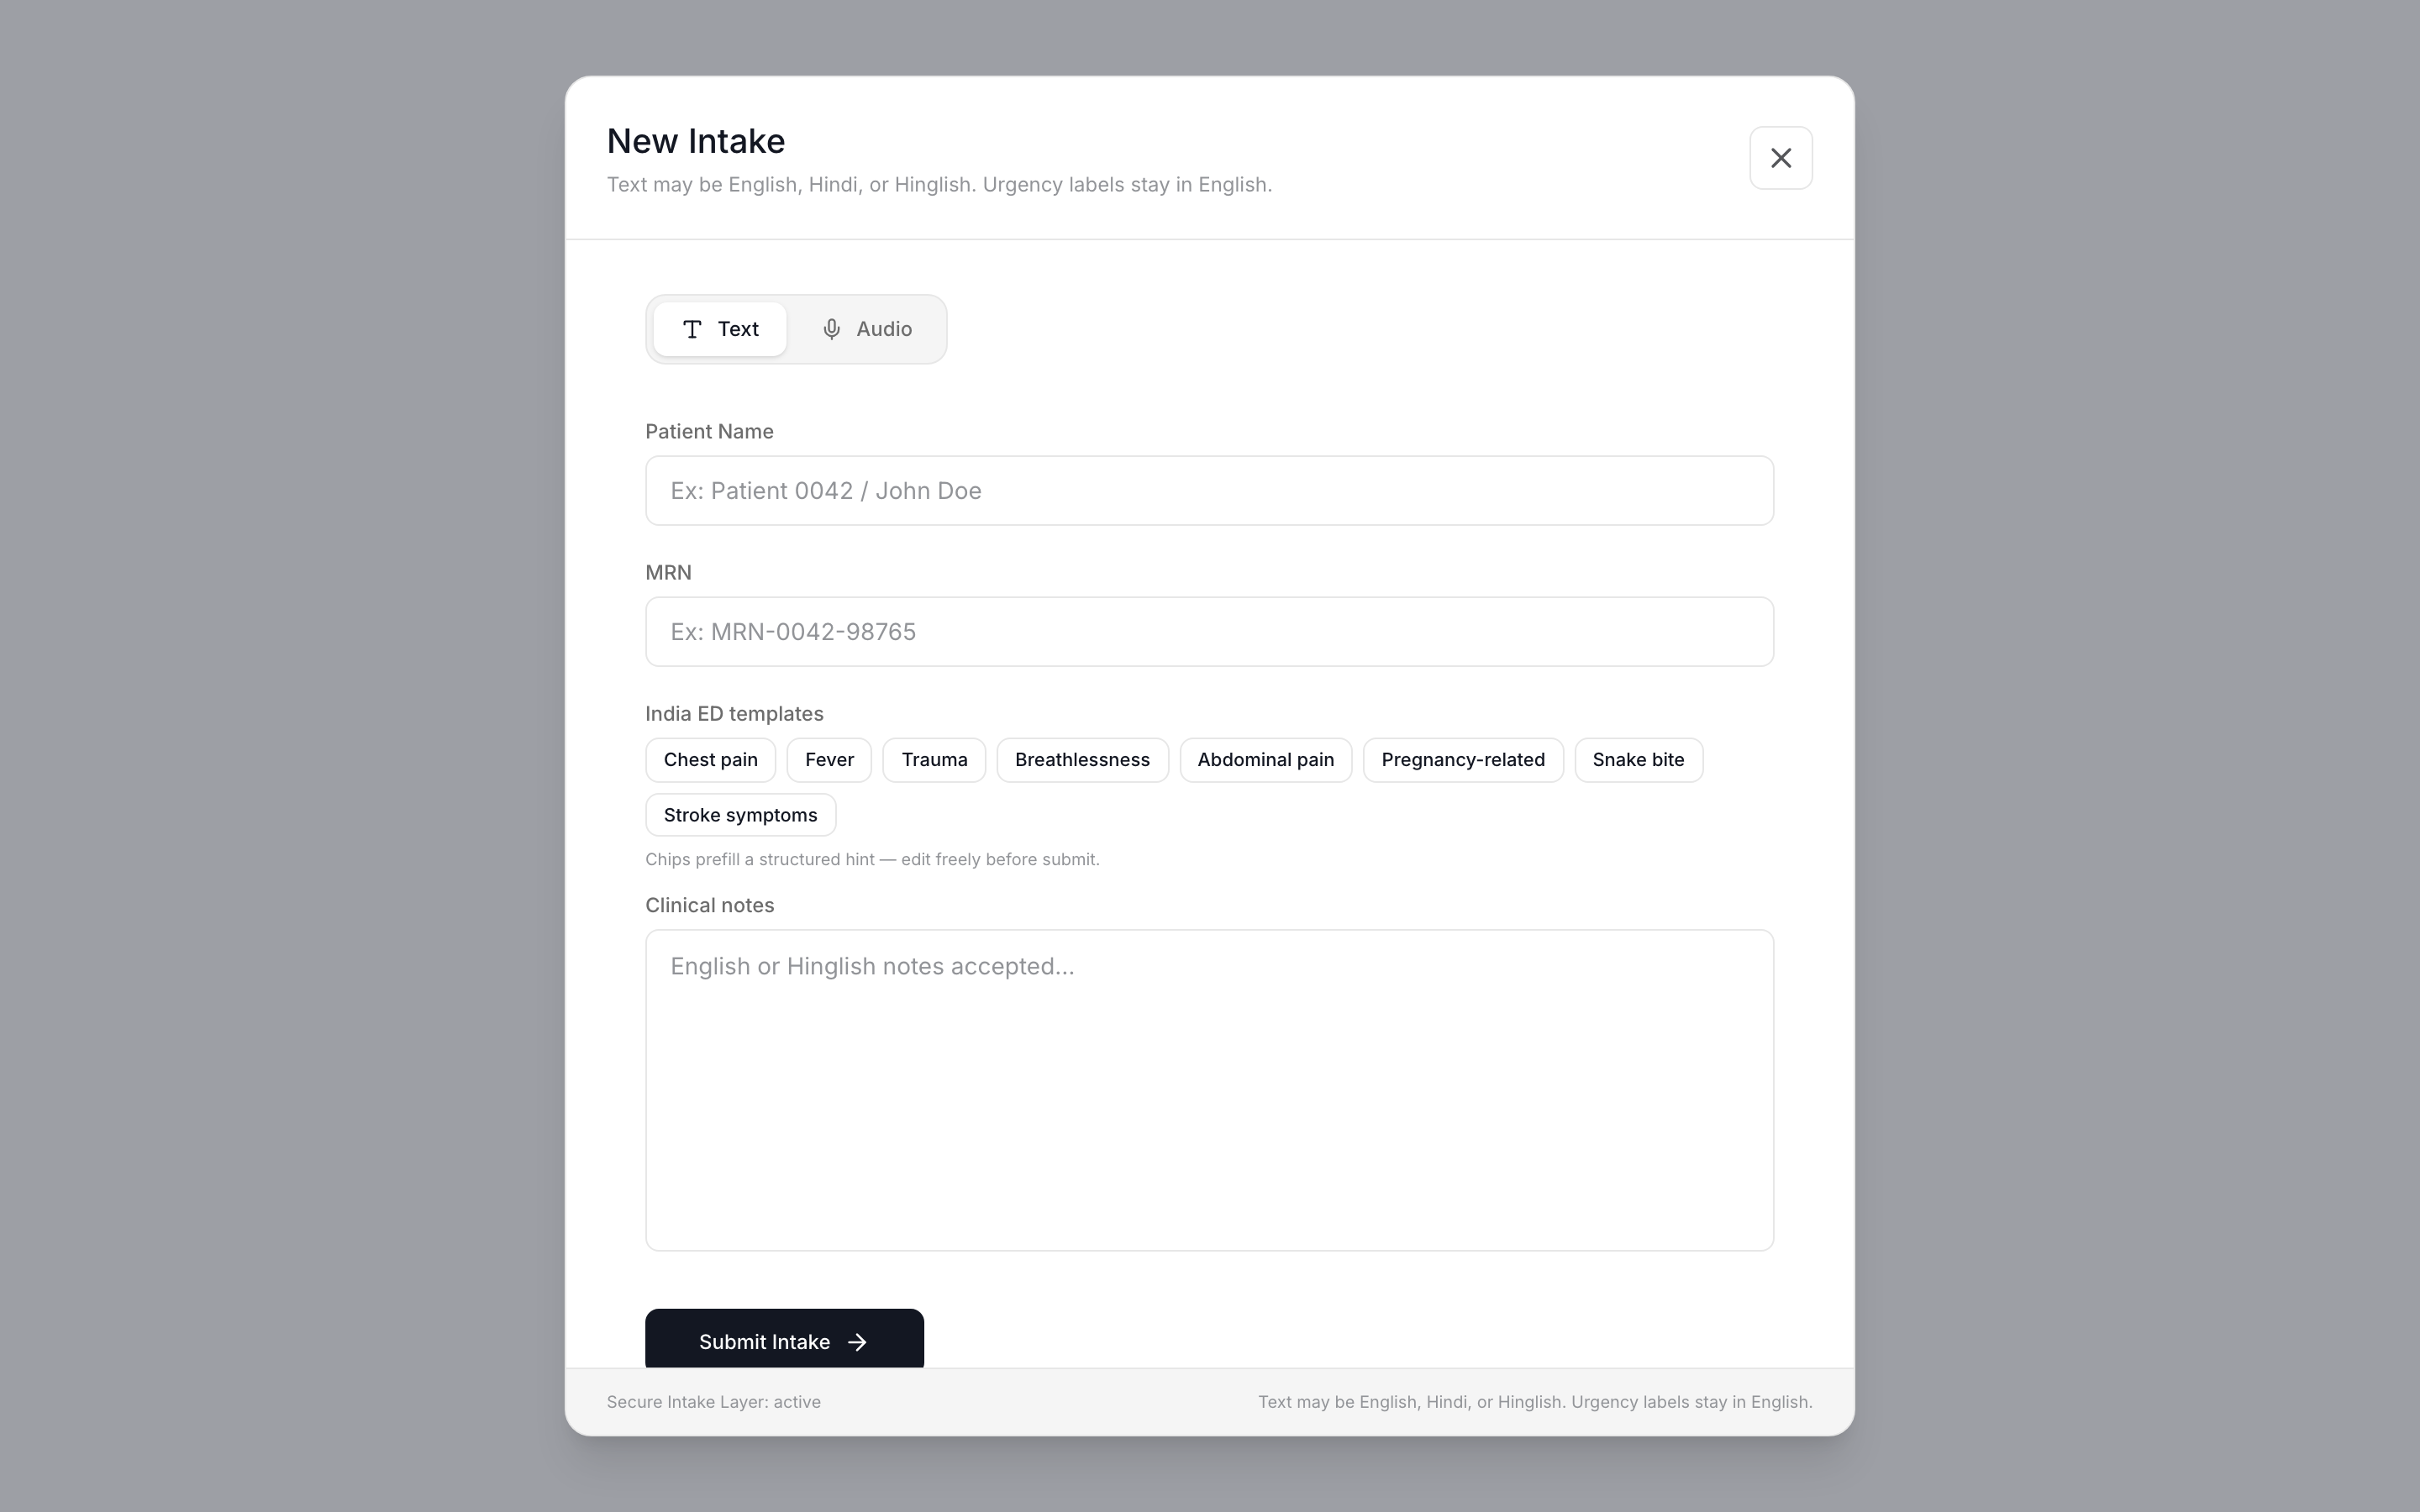 New Intake
Text may be English, Hindi, or Hinglish. Urgency labels stay in English.
Text
Audio
Patient Name
Ex: Patient 0042 / John Doe
MRN
Ex: MRN-0042-98765
India ED templates
Chest pain
Fever
Trauma
Breathlessness
Abdominal pain
Pregnancy-related
Snake bite
Stroke symptoms
Chips prefill a structured hint — edit freely before submit.
Clinical notes
English or Hinglish notes accepted...
Submit Intake
Secure Intake Layer: active
Text may be English, Hindi, or Hinglish. Urgency labels stay in English.